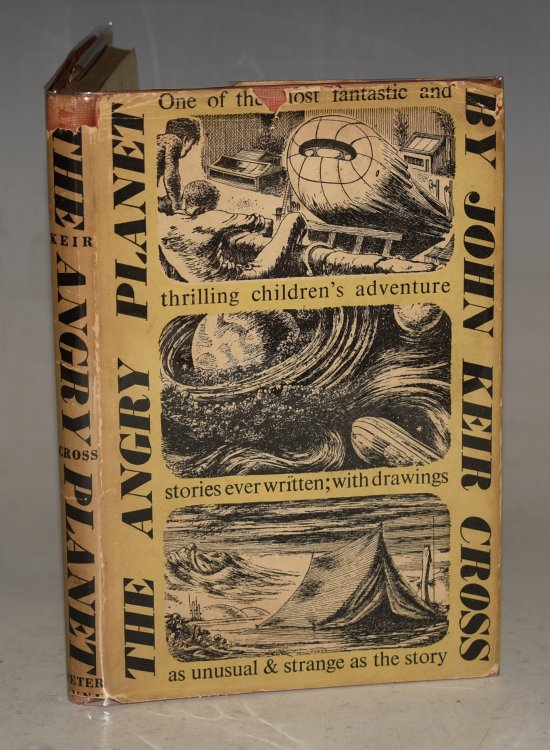 One of the most fantastic and
thrilling children's adventure
stories ever written; with drawings
as unusual & strange as the story
THE ANGRY PLANET
BY JOHN KEIR CROSS
THE ANGRY PLANET
KEIR
CROSS
PETER